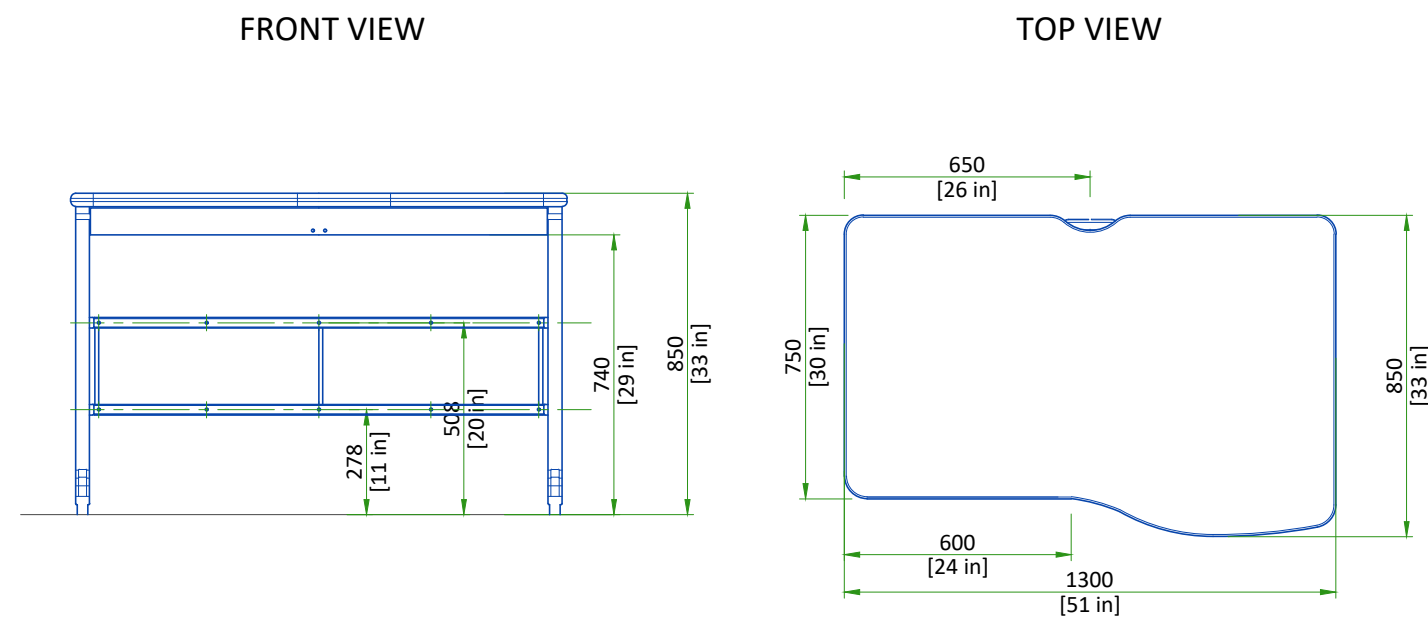 FRONT VIEW
TOP VIEW
650
[26 in]
850
[33 in]
740
[29 in]
508
[20 in]
278
[11 in]
750
[30 in]
850
[33 in]
600
[24 in]
1300
[51 in]